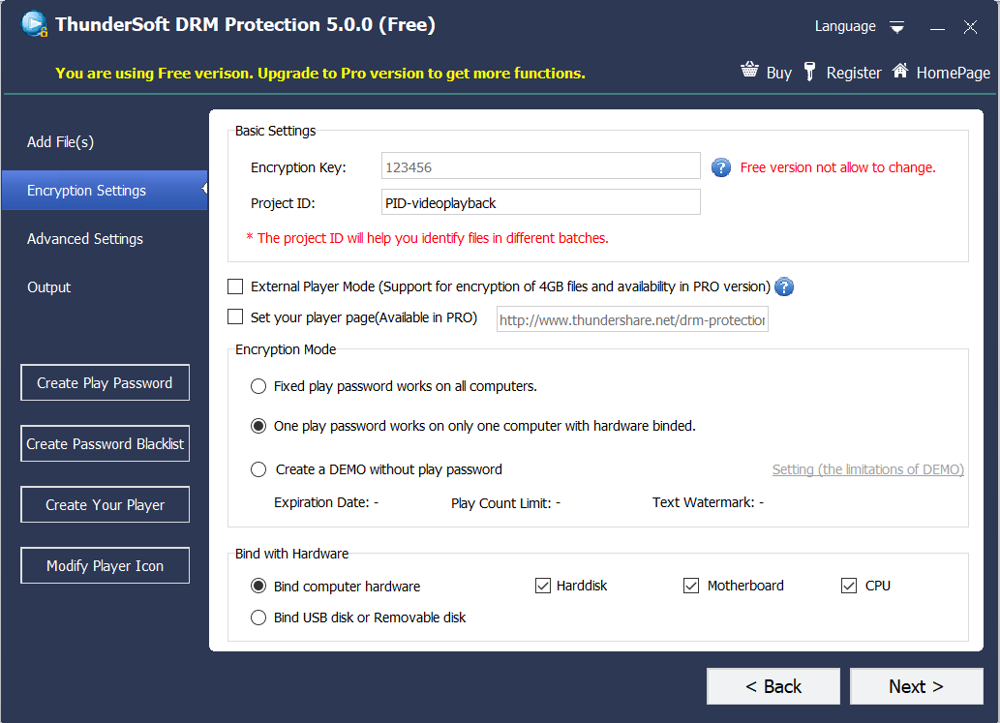 ThunderSoft DRM Protection 5.0.0 (Free)
Language
You are using Free verison. Upgrade to Pro version to get more functions.
Buy
Register
HomePage
Add File(s)
Encryption Settings
Advanced Settings
Output
Create Play Password
Create Password Blacklist
Create Your Player
Modify Player Icon
Basic Settings
Encryption Key:
123456
? Free version not allow to change.
Project ID:
PID-videoplayback
* The project ID will help you identify files in different batches.
External Player Mode (Support for encryption of 4GB files and availability in PRO version) ?
Set your player page(Available in PRO)
http://www.thundershare.net/drm-protection
Encryption Mode
Fixed play password works on all computers.
One play password works on only one computer with hardware binded.
Create a DEMO without play password
Setting (the limitations of DEMO)
Expiration Date: -
Play Count Limit: -
Text Watermark: -
Bind with Hardware
Bind computer hardware
Harddisk
Motherboard
CPU
Bind USB disk or Removable disk
< Back
Next >